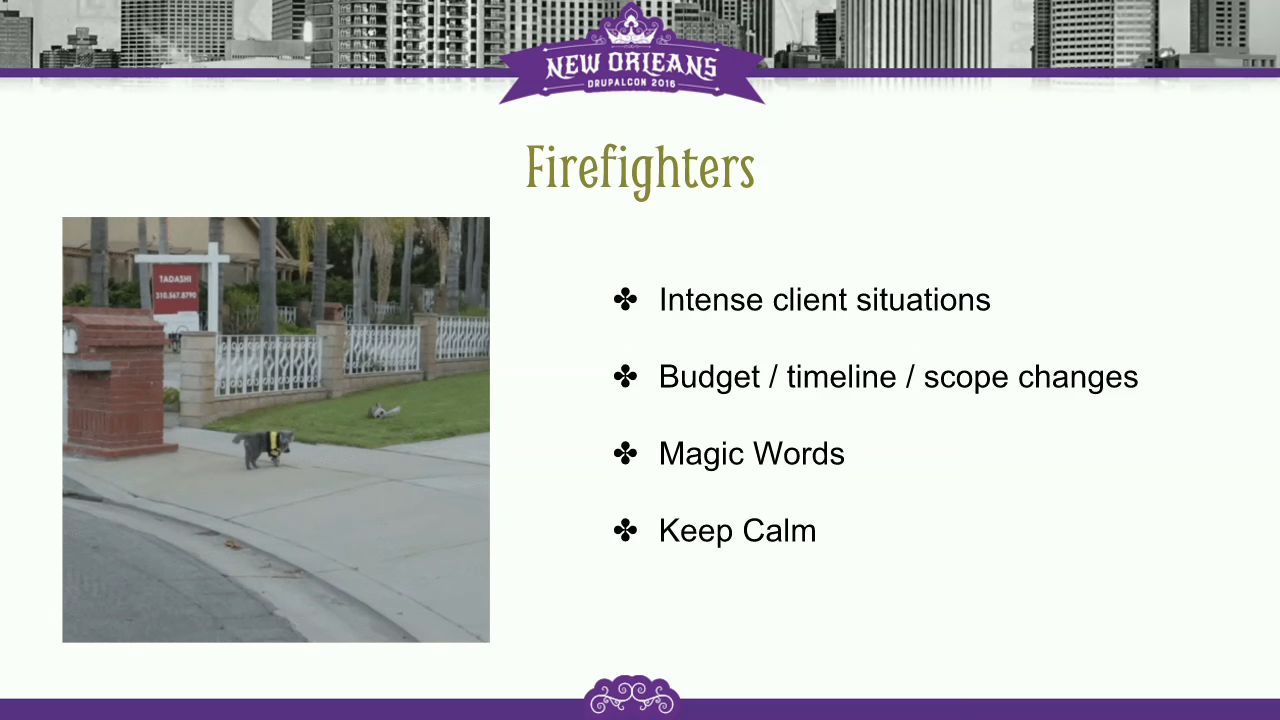 NEW ORLEANS
DRUPALCON 2016
Firefighters
TADASHI
310.567.8790
✤ Intense client situations
✤ Budget / timeline / scope changes
✤ Magic Words
✤ Keep Calm